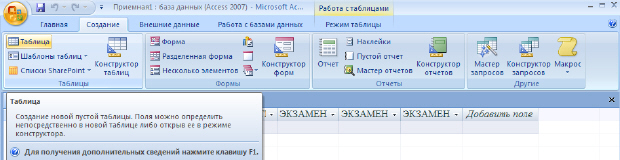 Приемная1 : база данных (Access 2007) - Microsoft Ac...
Работа с таблицами
Главная Создание Внешние данные Работа с базами данных Режим таблицы
Таблица
Шаблоны таблиц
Списки SharePoint
Конструктор таблиц
Таблицы
Форма
Разделенная форма
Несколько элементов
Конструктор форм
Формы
Отчет
Наклейки
Пустой отчет
Мастер отчетов
Конструктор отчетов
Отчеты
Мастер запросов
Конструктор запросов
Макрос
Другие
Таблица
Создание новой пустой таблицы. Поля можно определить
непосредственно в новой таблице либо открыв ее в режиме
конструктора.
Для получения дополнительных сведений нажмите клавишу F1.
ЭКЗАМЕН ЭКЗАМЕН ЭКЗАМЕН Добавить поле